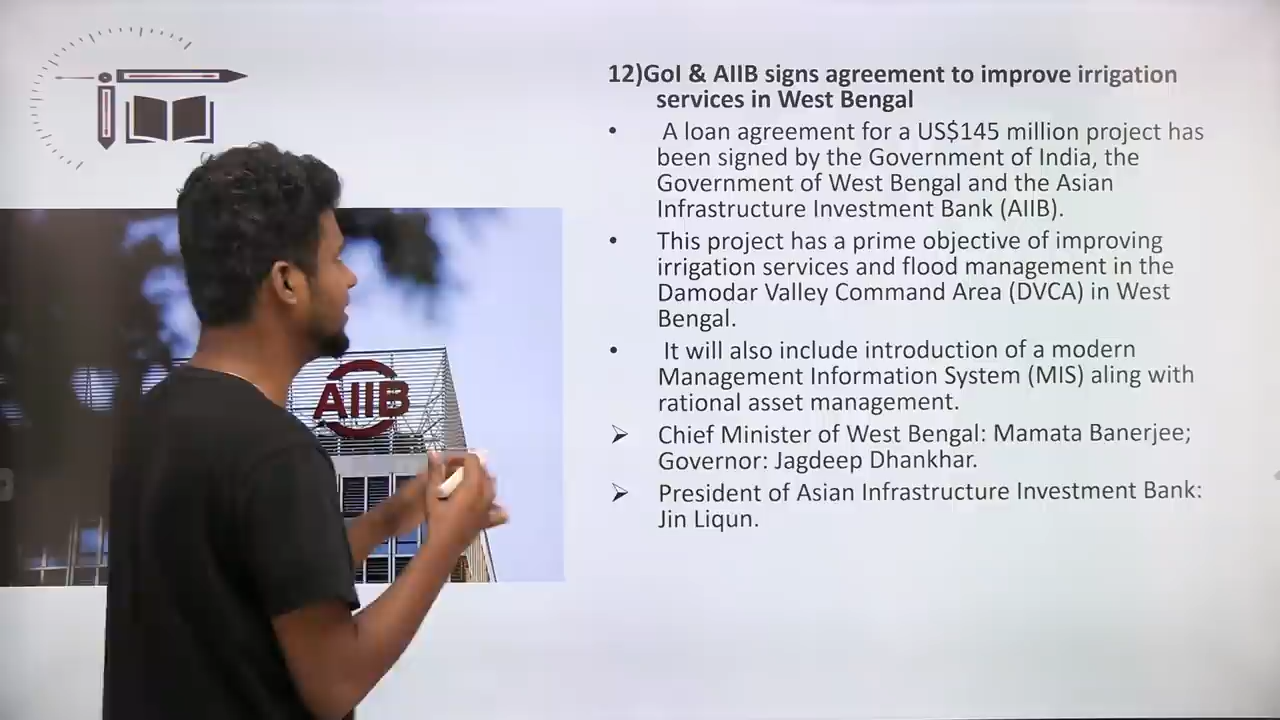 12)GoI & AIIB signs agreement to improve irrigation
services in West Bengal
• A loan agreement for a US$145 million project has
been signed by the Government of India, the
Government of West Bengal and the Asian
Infrastructure Investment Bank (AIIB).
• This project has a prime objective of improving
irrigation services and flood management in the
Damodar Valley Command Area (DVCA) in West
Bengal.
• It will also include introduction of a modern
Management Information System (MIS) aling with
rational asset management.
➢ Chief Minister of West Bengal: Mamata Banerjee;
Governor: Jagdeep Dhankhar.
➢ President of Asian Infrastructure Investment Bank:
Jin Liqun.
AIIB